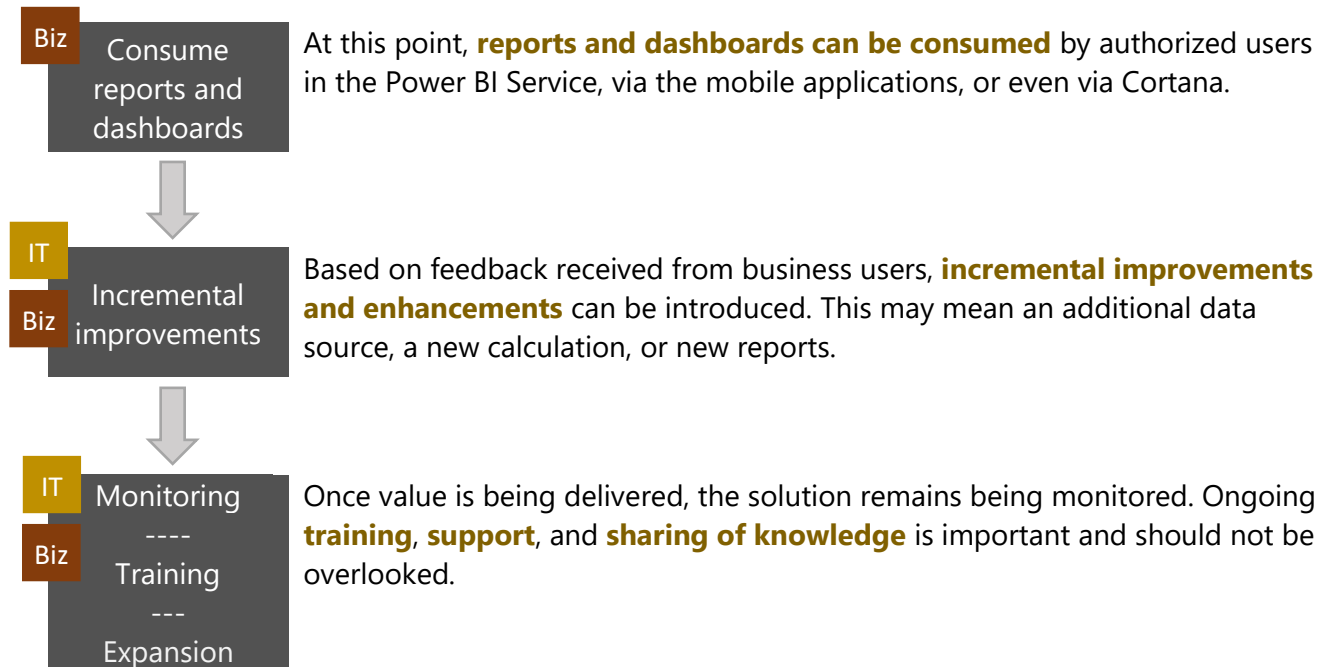 Biz
Consume
reports and
dashboards
At this point, reports and dashboards can be consumed by authorized users
in the Power BI Service, via the mobile applications, or even via Cortana.
IT
Biz
Incremental
improvements
Based on feedback received from business users, incremental improvements
and enhancements can be introduced. This may mean an additional data
source, a new calculation, or new reports.
IT
Biz
Monitoring
----
Training
---
Expansion
Once value is being delivered, the solution remains being monitored. Ongoing
training, support, and sharing of knowledge is important and should not be
overlooked.